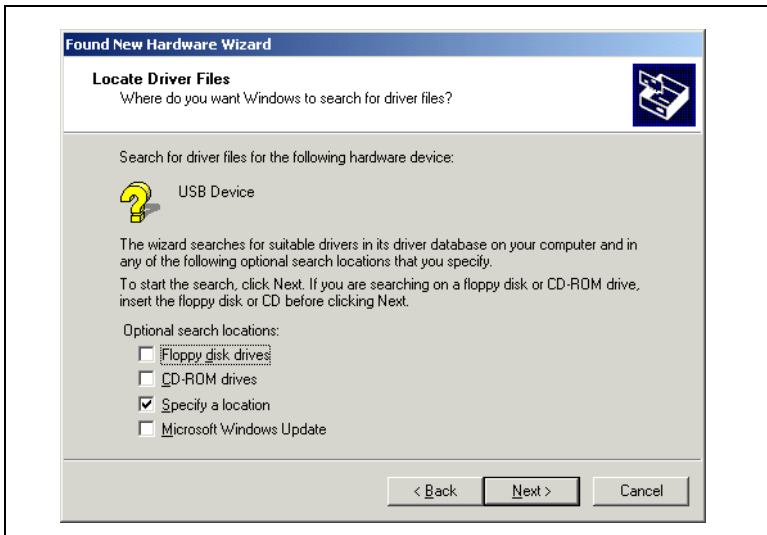 Found New Hardware Wizard
Locate Driver Files
Where do you want Windows to search for driver files?
Search for driver files for the following hardware device:
USB Device
The wizard searches for suitable drivers in its driver database on your computer and in
any of the following optional search locations that you specify.
To start the search, click Next. If you are searching on a floppy disk or CD-ROM drive,
insert the floppy disk or CD before clicking Next.
Optional search locations:
Floppy disk drives
CD-ROM drives
Specify a location
Microsoft Windows Update
< Back Next > Cancel